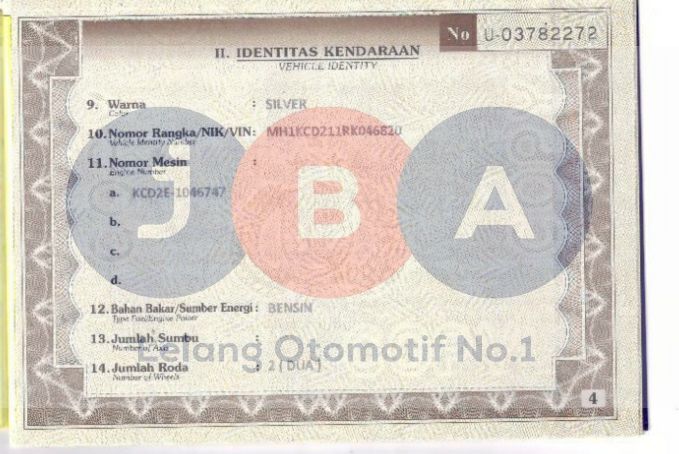 No U-03782272
II. IDENTITAS KENDARAAN
VEHICLE IDENTITY
9. Warna : SILVER
Color
10. Nomor Rangka/NIK/VIN: MH1KCD211RK046820
Vehicle Identity Number
11. Nomor Mesin :
Engine Number
a. KCD2E-1046747
b.
c.
d.
J B A
12. Bahan Bakar/Sumber Energi: BENSIN
Type Fuel/Engine Power
13. Jumlah Sumbu :
Number of Axis
Lelang Otomotif No.1
14. Jumlah Roda : 2 ( DUA )
Number of Wheels
4